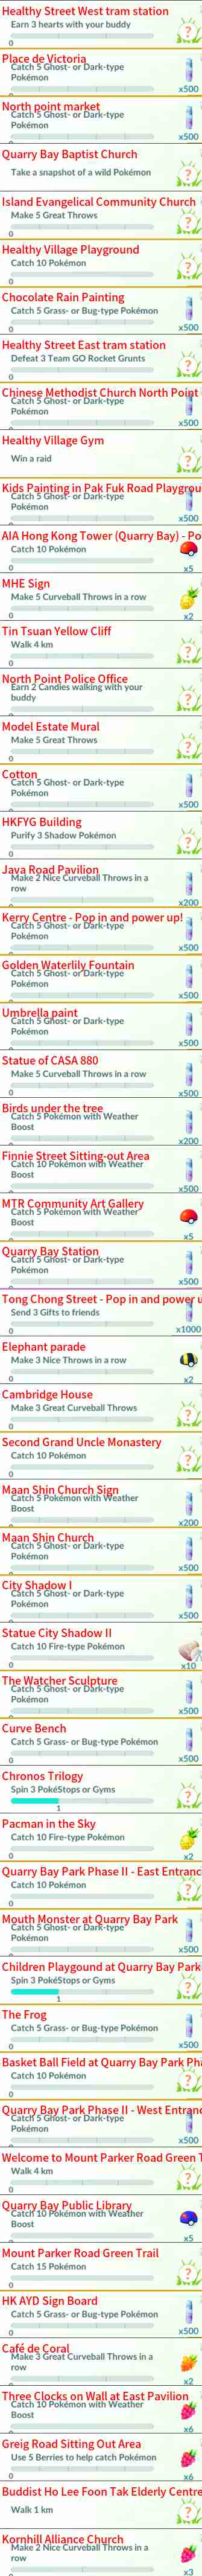 Healthy Street West tram station
Earn 3 hearts with your buddy
0
Place de Victoria
Catch 5 Ghost- or Dark-type
Pokémon
x500
North point market
Catch 5 Ghost- or Dark-type
Pokémon
x500
Quarry Bay Baptist Church
Take a snapshot of a wild Pokémon
Island Evangelical Community Church
Make 5 Great Throws
0
Healthy Village Playground
Catch 10 Pokémon
0
Chocolate Rain Painting
Catch 5 Grass- or Bug-type Pokémon
0
x500
Healthy Street East tram station
Defeat 3 Team GO Rocket Grunts
0
Chinese Methodist Church North Point
Catch 5 Ghost- or Dark-type
Pokémon
x500
Healthy Village Gym
Win a raid
Kids Painting in Pak Fuk Road Playgrou
Catch 5 Ghost- or Dark-type
Pokémon
x500
AIA Hong Kong Tower (Quarry Bay) - Po
Catch 10 Pokémon
0
x5
MHE Sign
Make 5 Curveball Throws in a row
0
x2
Tin Tsuan Yellow Cliff
Walk 4 km
0
North Point Police Office
Earn 2 Candies walking with your
buddy
Model Estate Mural
Make 5 Great Throws
0
Cotton
Catch 5 Ghost- or Dark-type
Pokémon
x500
HKFYG Building
Purify 3 Shadow Pokémon
0
Java Road Pavilion
Make 2 Nice Curveball Throws in a
row
x200
Kerry Centre - Pop in and power up!
Catch 5 Ghost- or Dark-type
Pokémon
x500
Golden Waterlily Fountain
Catch 5 Ghost- or Dark-type
Pokémon
x500
Umbrella paint
Catch 5 Ghost- or Dark-type
Pokémon
x500
Statue of CASA 880
Make 5 Curveball Throws in a row
0
x500
Birds under the tree
Catch 5 Pokémon with Weather
Boost
x200
Finnie Street Sitting-out Area
Catch 10 Pokémon with Weather
Boost
x500
MTR Community Art Gallery
Catch 5 Pokémon with Weather
Boost
x5
Quarry Bay Station
Catch 5 Ghost- or Dark-type
Pokémon
x500
Tong Chong Street - Pop in and power u
Send 3 Gifts to friends
0
x1000
Elephant parade
Make 3 Nice Throws in a row
0
x2
Cambridge House
Make 3 Great Curveball Throws
0
Second Grand Uncle Monastery
Catch 10 Pokémon
0
Maan Shin Church Sign
Catch 5 Pokémon with Weather
Boost
x200
Maan Shin Church
Catch 5 Ghost- or Dark-type
Pokémon
x500
City Shadow I
Catch 5 Ghost- or Dark-type
Pokémon
x500
Statue City Shadow II
Catch 10 Fire-type Pokémon
0
x10
The Watcher Sculpture
Catch 5 Ghost- or Dark-type
Pokémon
x500
Curve Bench
Catch 5 Grass- or Bug-type Pokémon
0
x500
Chronos Trilogy
Spin 3 PokéStops or Gyms
1
Pacman in the Sky
Catch 10 Fire-type Pokémon
0
x2
Quarry Bay Park Phase II - East Entranc
Catch 10 Pokémon
0
Mouth Monster at Quarry Bay Park
Catch 5 Ghost- or Dark-type
Pokémon
x500
Children Playgound at Quarry Bay Park
Spin 3 PokéStops or Gyms
1
The Frog
Catch 5 Grass- or Bug-type Pokémon
0
x500
Basket Ball Field at Quarry Bay Park Pha
Catch 10 Pokémon
0
Quarry Bay Park Phase II - West Entranc
Catch 5 Ghost- or Dark-type
Pokémon
x500
Welcome to Mount Parker Road Green T
Walk 4 km
0
Quarry Bay Public Library
Catch 10 Pokémon with Weather
Boost
x5
Mount Parker Road Green Trail
Catch 15 Pokémon
0
HK AYD Sign Board
Catch 5 Grass- or Bug-type Pokémon
0
x500
Café de Coral
Make 3 Great Curveball Throws in a
row
x2
Three Clocks on Wall at East Pavilion
Catch 10 Pokémon with Weather
Boost
x6
Greig Road Sitting Out Area
Use 5 Berries to help catch Pokémon
0
x6
Buddist Ho Lee Foon Tak Elderly Centre
Walk 1 km
Kornhill Alliance Church
Make 2 Nice Curveball Throws in a
row
x3